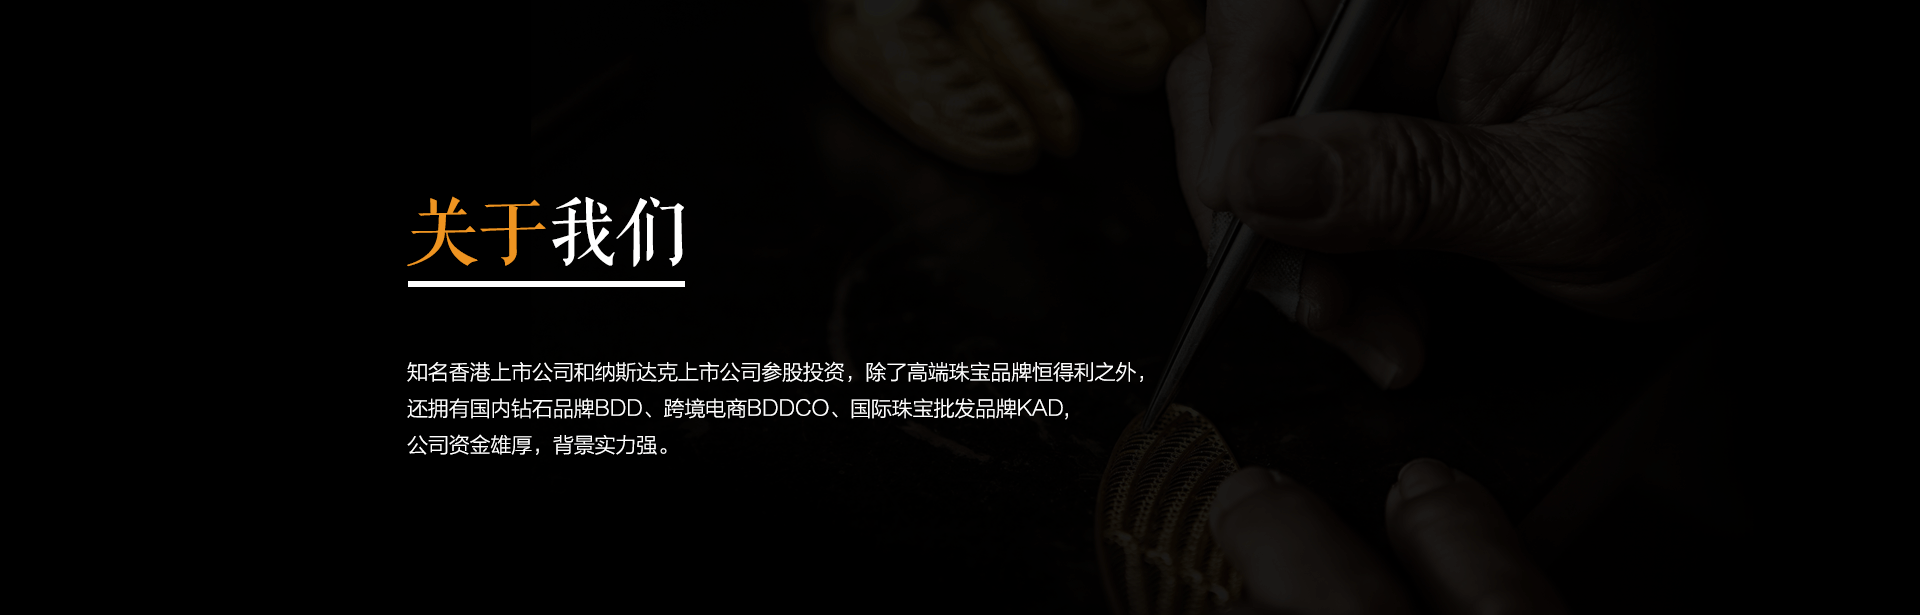 关于我们
知名香港上市公司和纳斯达克上市公司参股投资，除了高端珠宝品牌恒得利之外，
还拥有国内钻石品牌BDD、跨境电商BDDCO、国际珠宝批发品牌KAD,
公司资金雄厚，背景实力强。